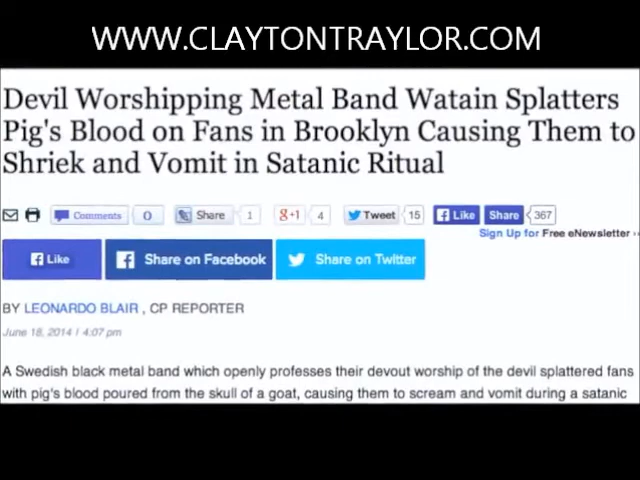 WWW.CLAYTONTRAYLOR.COM
Devil Worshipping Metal Band Watain Splatters
Pig's Blood on Fans in Brooklyn Causing Them to
Shriek and Vomit in Satanic Ritual
Comments 0 Share 1 g+1 4 Tweet 15 Like Share 367
Sign Up for Free eNewsletter ››
Like Share on Facebook Share on Twitter
BY LEONARDO BLAIR , CP REPORTER
June 18, 2014 | 4:07 pm
A Swedish black metal band which openly professes their devout worship of the devil splattered fans
with pig's blood poured from the skull of a goat, causing them to scream and vomit during a satanic